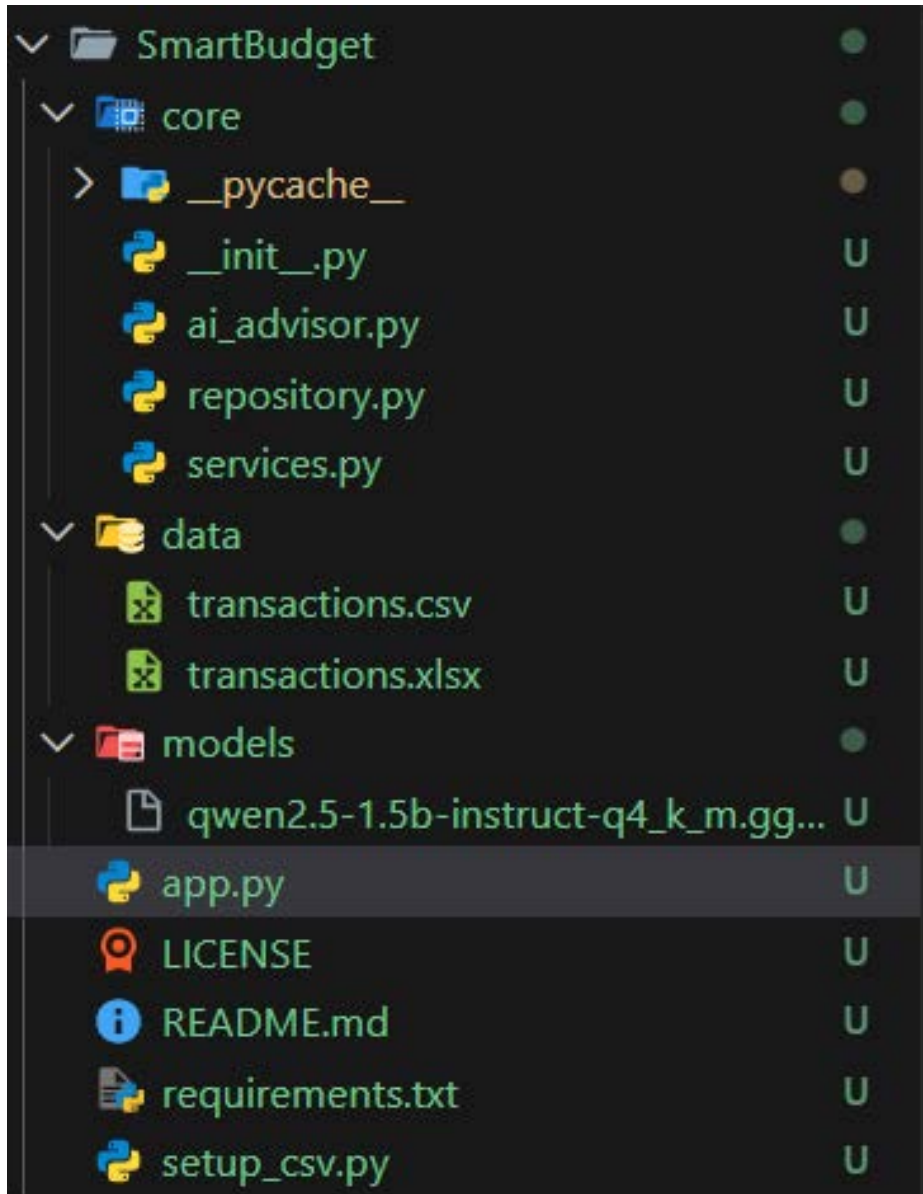 SmartBudget
core
__pycache__
__init__.py U
ai_advisor.py U
repository.py U
services.py U
data
transactions.csv U
transactions.xlsx U
models
qwen2.5-1.5b-instruct-q4_k_m.gg... U
app.py U
LICENSE U
README.md U
requirements.txt U
setup_csv.py U